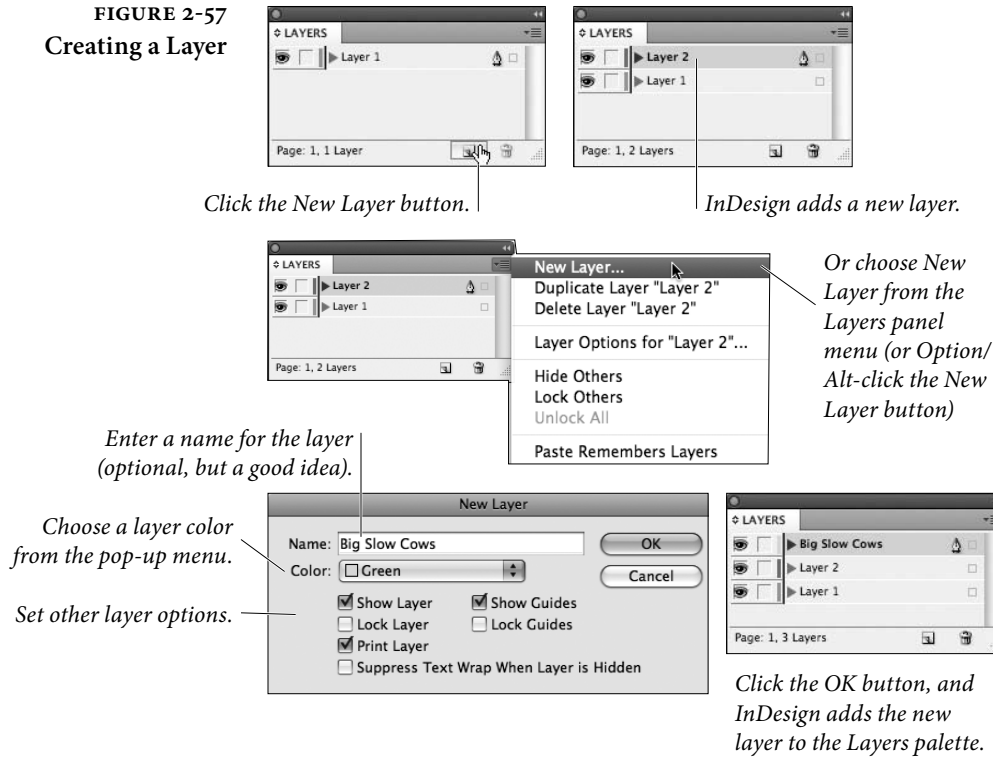 FIGURE 2-57
Creating a Layer
LAYERS
Layer 1
Page: 1, 1 Layer
LAYERS
Layer 2
Layer 1
Page: 1, 2 Layers
Click the New Layer button.
InDesign adds a new layer.
LAYERS
Layer 2
Layer 1
Page: 1, 2 Layers
New Layer...
Duplicate Layer "Layer 2"
Delete Layer "Layer 2"
Layer Options for "Layer 2"...
Hide Others
Lock Others
Unlock All
Paste Remembers Layers
Or choose New
Layer from the
Layers panel
menu (or Option/
Alt-click the New
Layer button)
Enter a name for the layer
(optional, but a good idea).
Choose a layer color
from the pop-up menu.
Set other layer options.
New Layer
Name: Big Slow Cows
OK
Color: Green
Cancel
Show Layer
Show Guides
Lock Layer
Lock Guides
Print Layer
Suppress Text Wrap When Layer is Hidden
LAYERS
Big Slow Cows
Layer 2
Layer 1
Page: 1, 3 Layers
Click the OK button, and
InDesign adds the new
layer to the Layers palette.